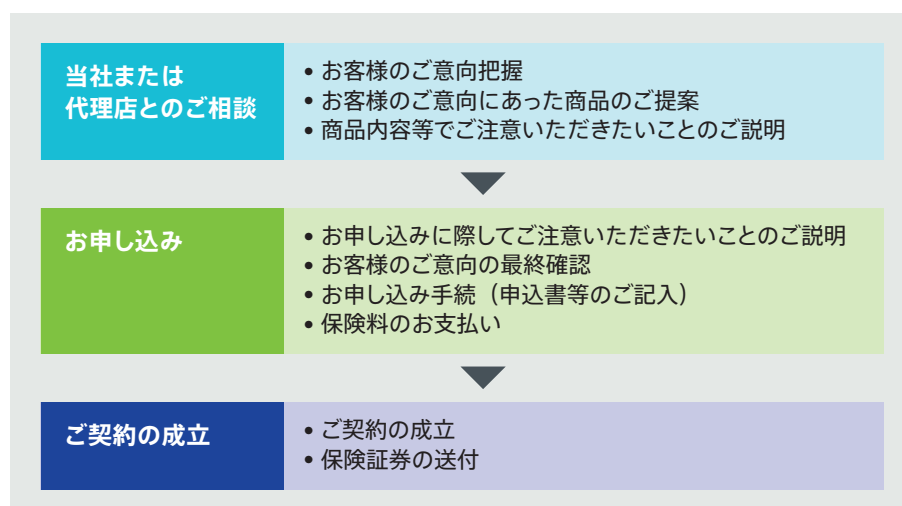 当社または
代理店とのご相談
• お客様のご意向把握
• お客様のご意向にあった商品のご提案
• 商品内容等でご注意いただきたいことのご説明
お申し込み
• お申し込みに際してご注意いただきたいことのご説明
• お客様のご意向の最終確認
• お申し込み手続（申込書等のご記入）
• 保険料のお支払い
ご契約の成立
• ご契約の成立
• 保険証券の送付